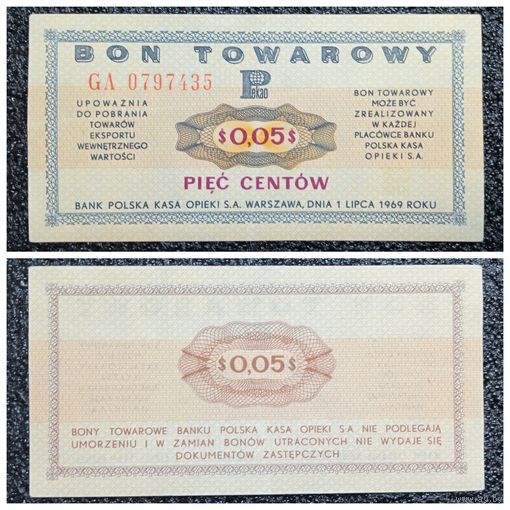 BON TOWAROWY
GA 0797435
Pekao
UPOWAŻNIA
DO POBRANIA
TOWARÓW
EKSPORTU
WEWNĘTRZNEGO
WARTOŚCI
$0,05$
BON TOWAROWY
MOŻE BYĆ
ZREALIZOWANY
W KAŻDEJ
PLACÓWCE BANKU
POLSKA KASA
OPIEKI S.A.
PIĘĆ CENTÓW
BANK POLSKA KASA OPIEKI S.A. WARSZAWA, DNIA 1 LIPCA 1969 ROKU
$0,05$
BONY TOWAROWE BANKU POLSKA KASA OPIEKI S·A NIE PODLEGAJĄ
UMORZENIU I W ZAMIAN BONÓW UTRACONYCH NIE WYDAJE SIĘ
DOKUMENTÓW ZASTĘPCZYCH